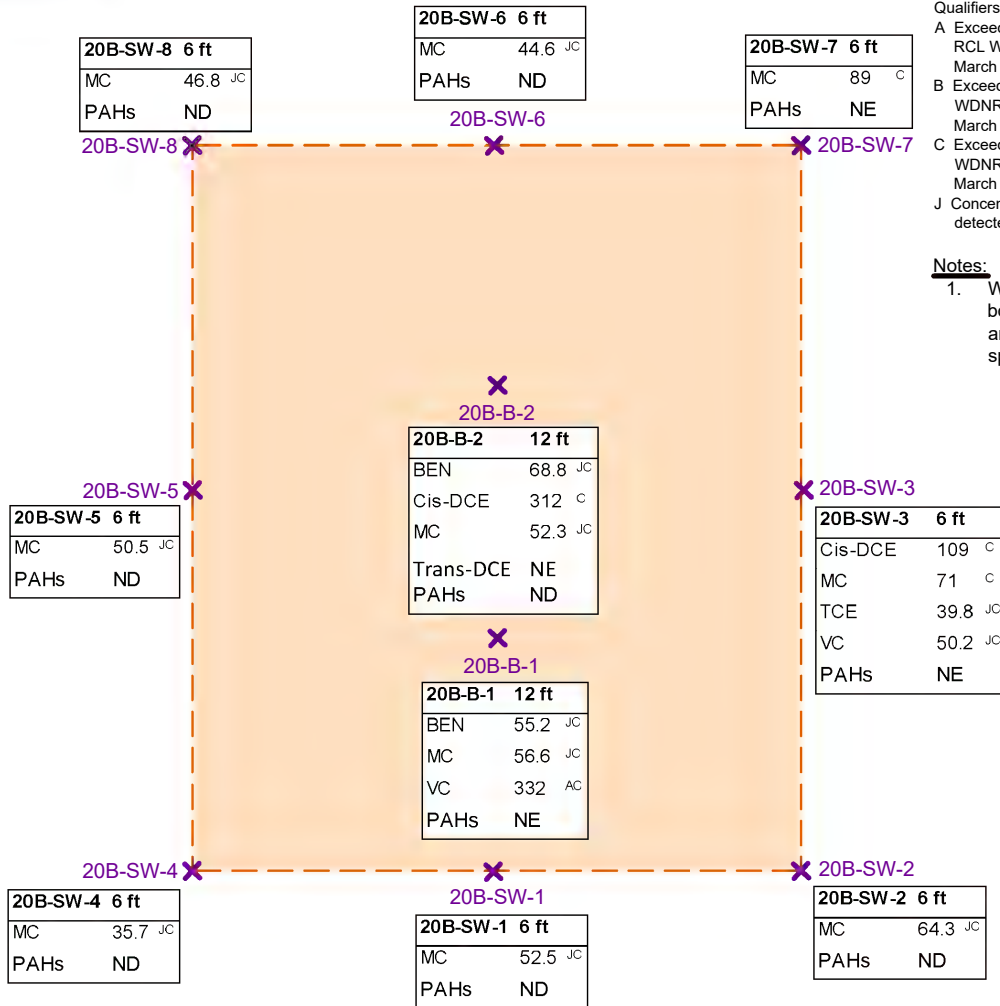 20B-SW-6 6 ft
MC 44.6 JC
PAHs ND
20B-SW-6
20B-SW-8 6 ft
MC 46.8 JC
PAHs ND
20B-SW-8
20B-SW-7 6 ft
MC 89 C
PAHs NE
20B-SW-7
Qualifiers
A Exceed
RCL W
March
B Exceed
WDNR
March
C Exceed
WDNR
March
J Concen
detecte
Notes:
1. W
be
an
sp
20B-B-2
20B-B-2 12 ft
BEN 68.8 JC
Cis-DCE 312 C
MC 52.3 JC
Trans-DCE NE
PAHs ND
20B-SW-5
20B-SW-5 6 ft
MC 50.5 JC
PAHs ND
20B-SW-3
20B-SW-3 6 ft
Cis-DCE 109 C
MC 71 C
TCE 39.8 JC
VC 50.2 JC
PAHs NE
20B-B-1
20B-B-1 12 ft
BEN 55.2 JC
MC 56.6 JC
VC 332 AC
PAHs NE
20B-SW-4
20B-SW-4 6 ft
MC 35.7 JC
PAHs ND
20B-SW-1
20B-SW-1 6 ft
MC 52.5 JC
PAHs ND
20B-SW-2
20B-SW-2 6 ft
MC 64.3 JC
PAHs ND